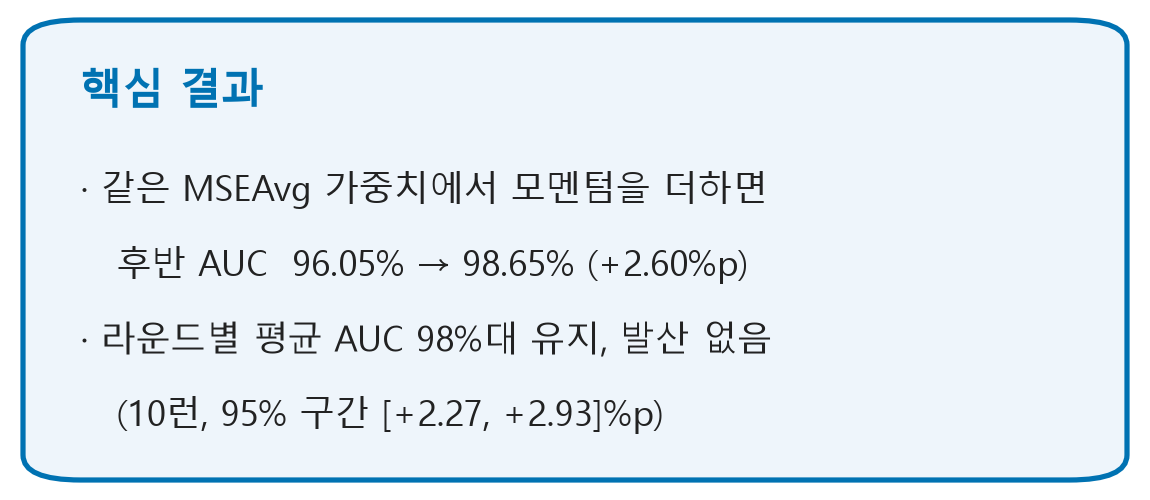 핵심 결과
· 같은 MSEAvg 가중치에서 모멘텀을 더하면
후반 AUC 96.05% → 98.65% (+2.60%p)
· 라운드별 평균 AUC 98%대 유지, 발산 없음
(10런, 95% 구간 [+2.27, +2.93]%p)